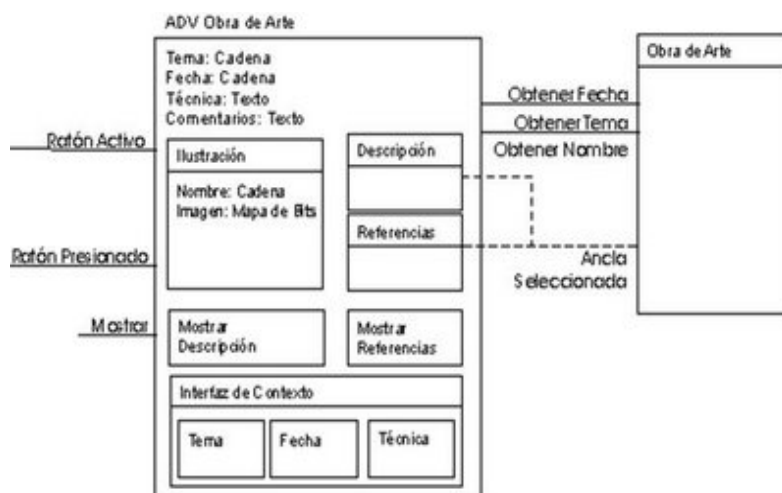 ADV Obra de Arte
Tema: Cadena
Fecha: Cadena
Técnica: Texto
Comentarios: Texto
Ratón Activo
Ilustración
Nombre: Cadena
Imagen: Mapa de Bits
Ratón Presionado
Descripción
Referencias
Mostrar
Mostrar
Descripción
Mostrar
Referencias
Interfaz de Contexto
Tema
Fecha
Técnica
Obtener Fecha
Obtener Tema
Obtener Nombre
Ancla
Seleccionada
Obra de Arte